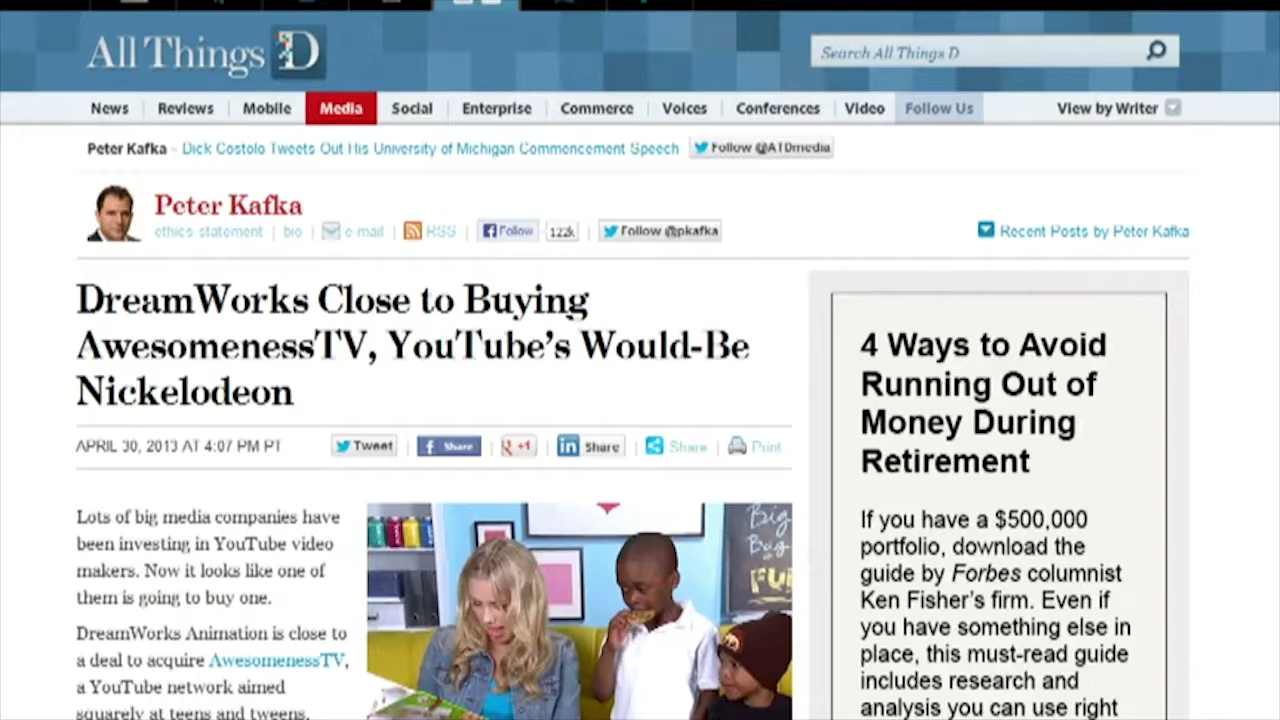 All Things D
Search All Things D
News Reviews Mobile Media Social Enterprise Commerce Voices Conferences Video Follow Us View by Writer
Peter Kafka - Dick Costolo Tweets Out His University of Michigan Commencement Speech Follow @ATDmedia
Peter Kafka
ethics statement | bio | e-mail | RSS | Follow 122k | Follow @pkafka
Recent Posts by Peter Kafka
DreamWorks Close to Buying
AwesomenessTV, YouTube's Would-Be
Nickelodeon
APRIL 30, 2013 AT 4:07 PM PT Tweet | f Share | +1 | in Share | Share | Print
Lots of big media companies have
been investing in YouTube video
makers. Now it looks like one of
them is going to buy one.
DreamWorks Animation is close to
a deal to acquire AwesomenessTV,
a YouTube network aimed
squarely at teens and tweens,
Big
Bag
FU
4 Ways to Avoid
Running Out of
Money During
Retirement
If you have a $500,000
portfolio, download the
guide by Forbes columnist
Ken Fisher's firm. Even if
you have something else in
place, this must-read guide
includes research and
analysis you can use right